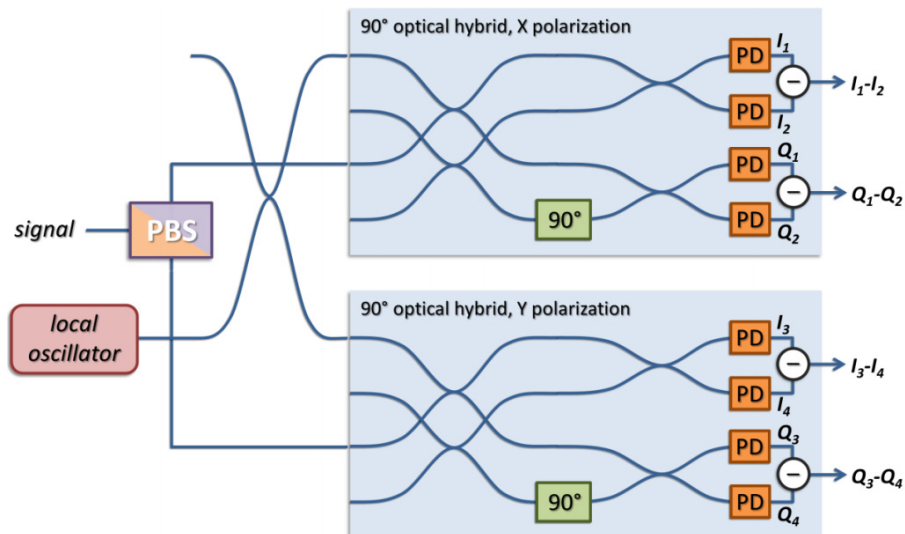 90° optical hybrid, X polarization
PD
I1
I1-I2
PD
I2
PD
Q1
Q1-Q2
90°
PD
Q2
signal
PBS
local
oscillator
90° optical hybrid, Y polarization
PD
I3
I3-I4
PD
I4
PD
Q3
Q3-Q4
90°
PD
Q4